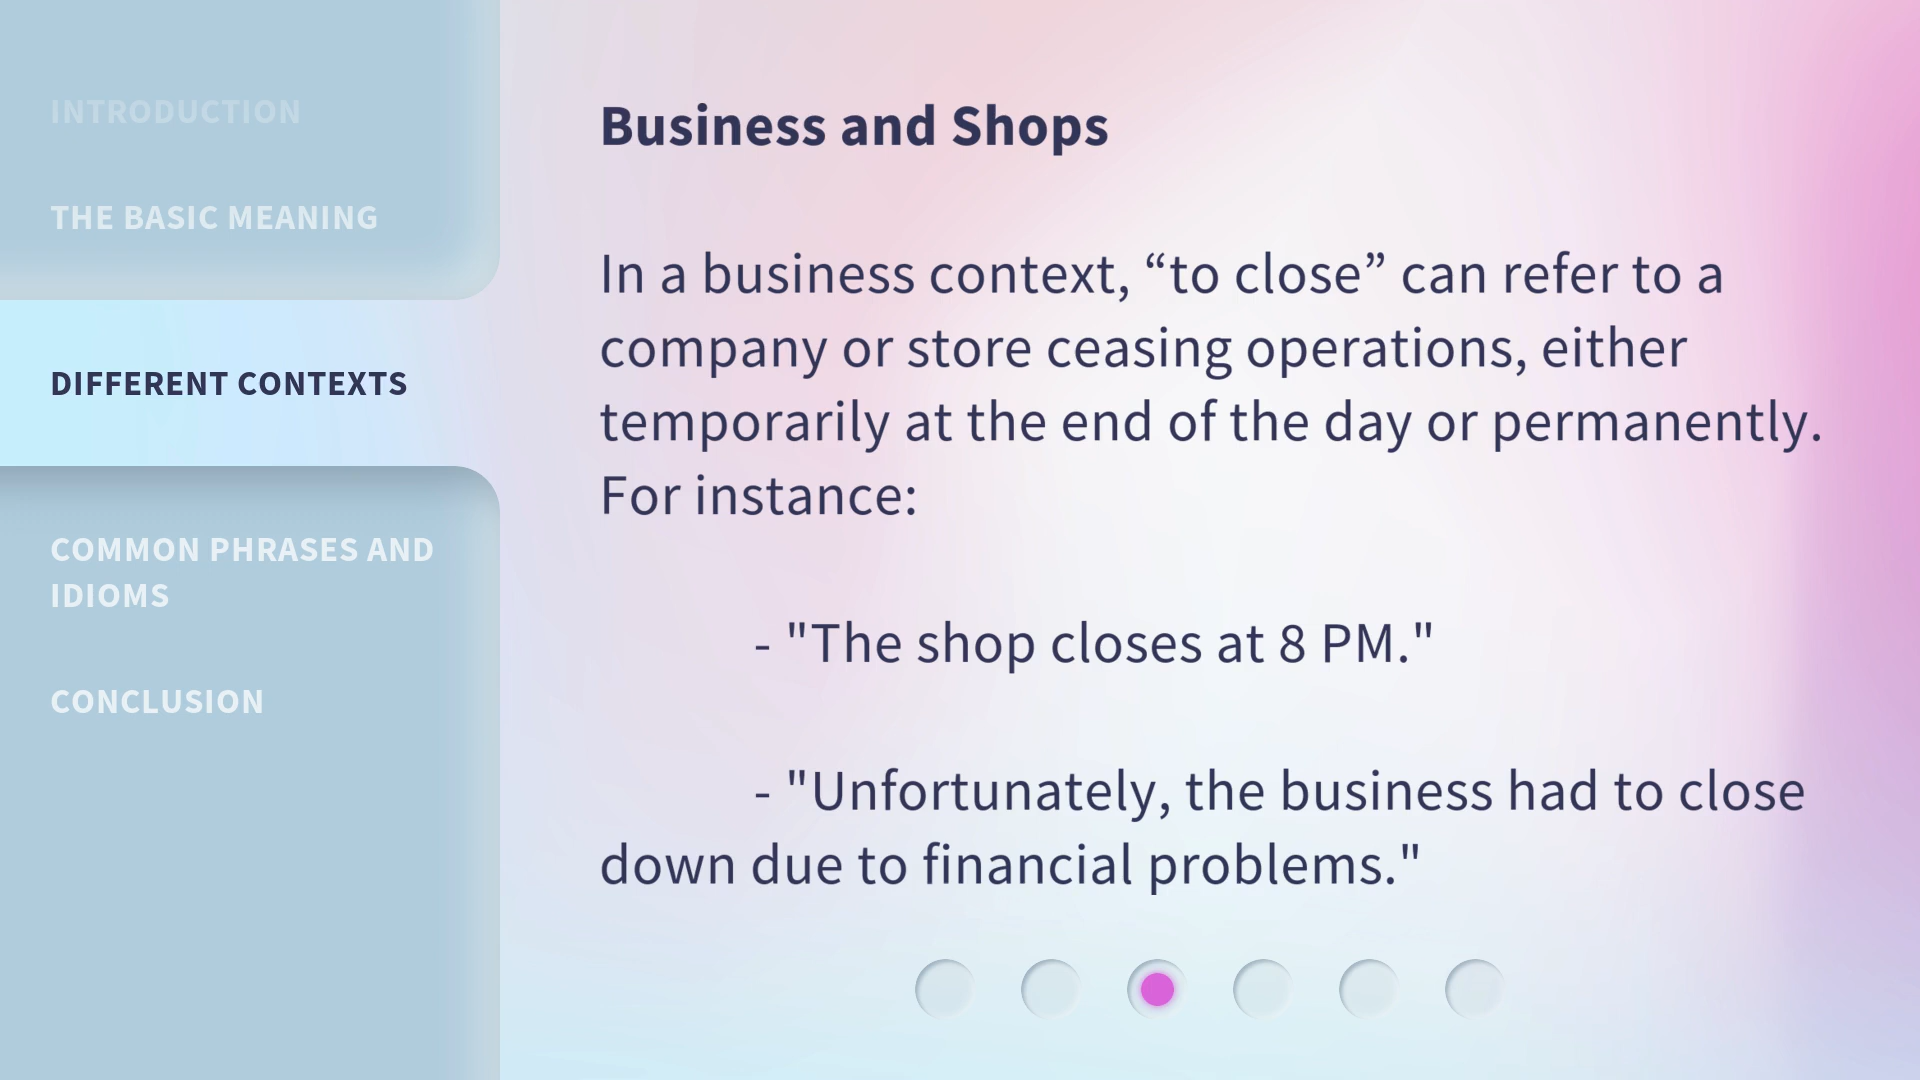 INTRODUCTION
THE BASIC MEANING
DIFFERENT CONTEXTS
COMMON PHRASES AND
IDIOMS
CONCLUSION
Business and Shops
In a business context, “to close” can refer to a
company or store ceasing operations, either
temporarily at the end of the day or permanently.
For instance:
- "The shop closes at 8 PM."
- "Unfortunately, the business had to close
down due to financial problems."